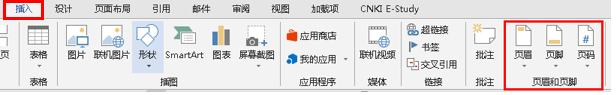 插入 设计 页面布局 引用 邮件 审阅 视图 加载项 CNKI E-Study
页 表格 图片 联机图片 形状 SmartArt 图表 屏幕截图 应用商店 我的应用 联机视频 超链接 书签 交叉引用 批注 页眉 页脚 页码 #
表格 插图 应用程序 媒体 链接 批注 页眉和页脚